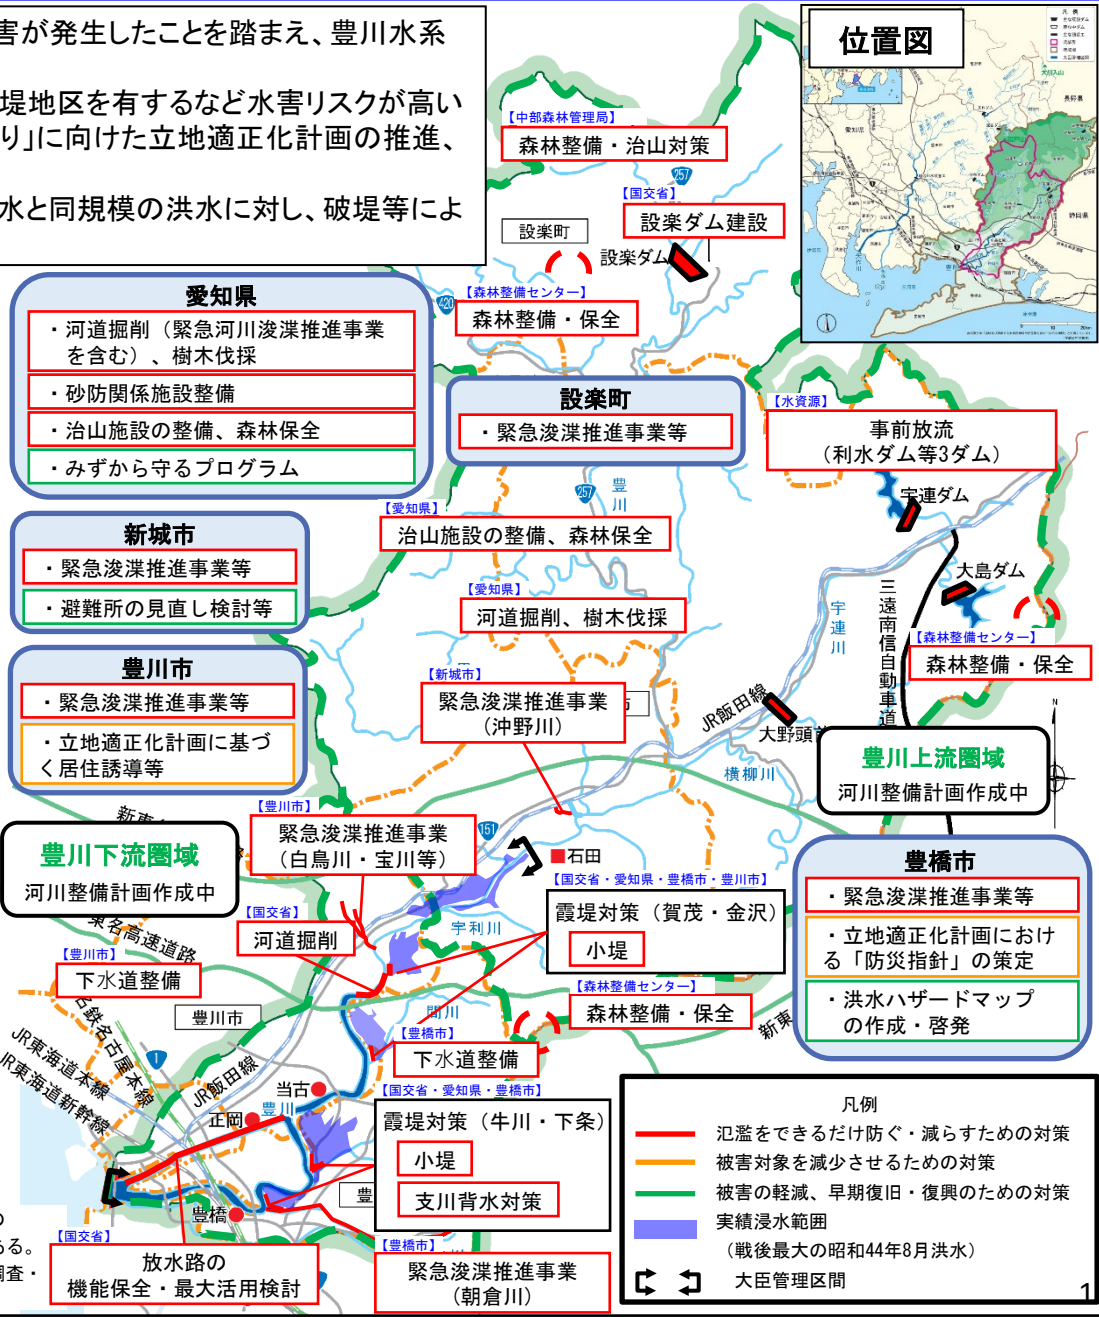 害が発生したことを踏まえ、豊川水系
堤地区を有するなど水害リスクが高い
り」に向けた立地適正化計画の推進、
水と同規模の洪水に対し、破堤等によ
位置図
凡例
愛知県
長野県
静岡県
【中部森林管理局】
森林整備・治山対策
257
【国交省】
設楽ダム建設
設楽町
設楽ダム
【森林整備センター】
420
森林整備・保全
愛知県
・河道掘削（緊急河川浚渫推進事業
を含む）、樹木伐採
・砂防関係施設整備
・治山施設の整備、森林保全
・みずから守るプログラム
設楽町
・緊急浚渫推進事業等
【水資源】
事前放流
（利水ダム等3ダム）
宇連ダム
257
豊川
【愛知県】
治山施設の整備、森林保全
新城市
・緊急浚渫推進事業等
・避難所の見直し検討等
大島ダム
三遠南信自動車道
宇連川
【愛知県】
河道掘削、樹木伐採
【森林整備センター】
森林整備・保全
豊川市
・緊急浚渫推進事業等
・立地適正化計画に基づ
く居住誘導等
【新城市】
緊急浚渫推進事業
（沖野川）
市
JR飯田線
大野頭首
N
横柳川
豊川上流圏域
河川整備計画作成中
新東
【豊川市】
緊急浚渫推進事業
（白鳥川・宝川等）
151
石田
豊川下流圏域
河川整備計画作成中
豊橋市
・緊急浚渫推進事業等
・立地適正化計画におけ
る「防災指針」の策定
・洪水ハザードマップ
の作成・啓発
【国交省・愛知県・豊橋市・豊川市】
霞堤対策（賀茂・金沢）
小堤
東名高速道路
【国交省】
河道掘削
宇利川
【豊川市】
下水道整備
【森林整備センター】
森林整備・保全
新東
間川
豊川市
【豊橋市】
下水道整備
名鉄名古屋本線
1
JR東海道本線
JR東海道新幹線
JR飯田線
当古
豊川
正岡
【国交省・愛知県・豊橋市】
霞堤対策（牛川・下条）
小堤
支川背水対策
豊
豊橋
【国交省】
放水路の
機能保全・最大活用検討
【豊橋市】
緊急浚渫推進事業
（朝倉川）
の
ある。
調査・
凡例
氾濫をできるだけ防ぐ・減らすための対策
被害対象を減少させるための対策
被害の軽減、早期復旧・復興のための対策
実績浸水範囲
（戦後最大の昭和44年8月洪水）
大臣管理区間
1